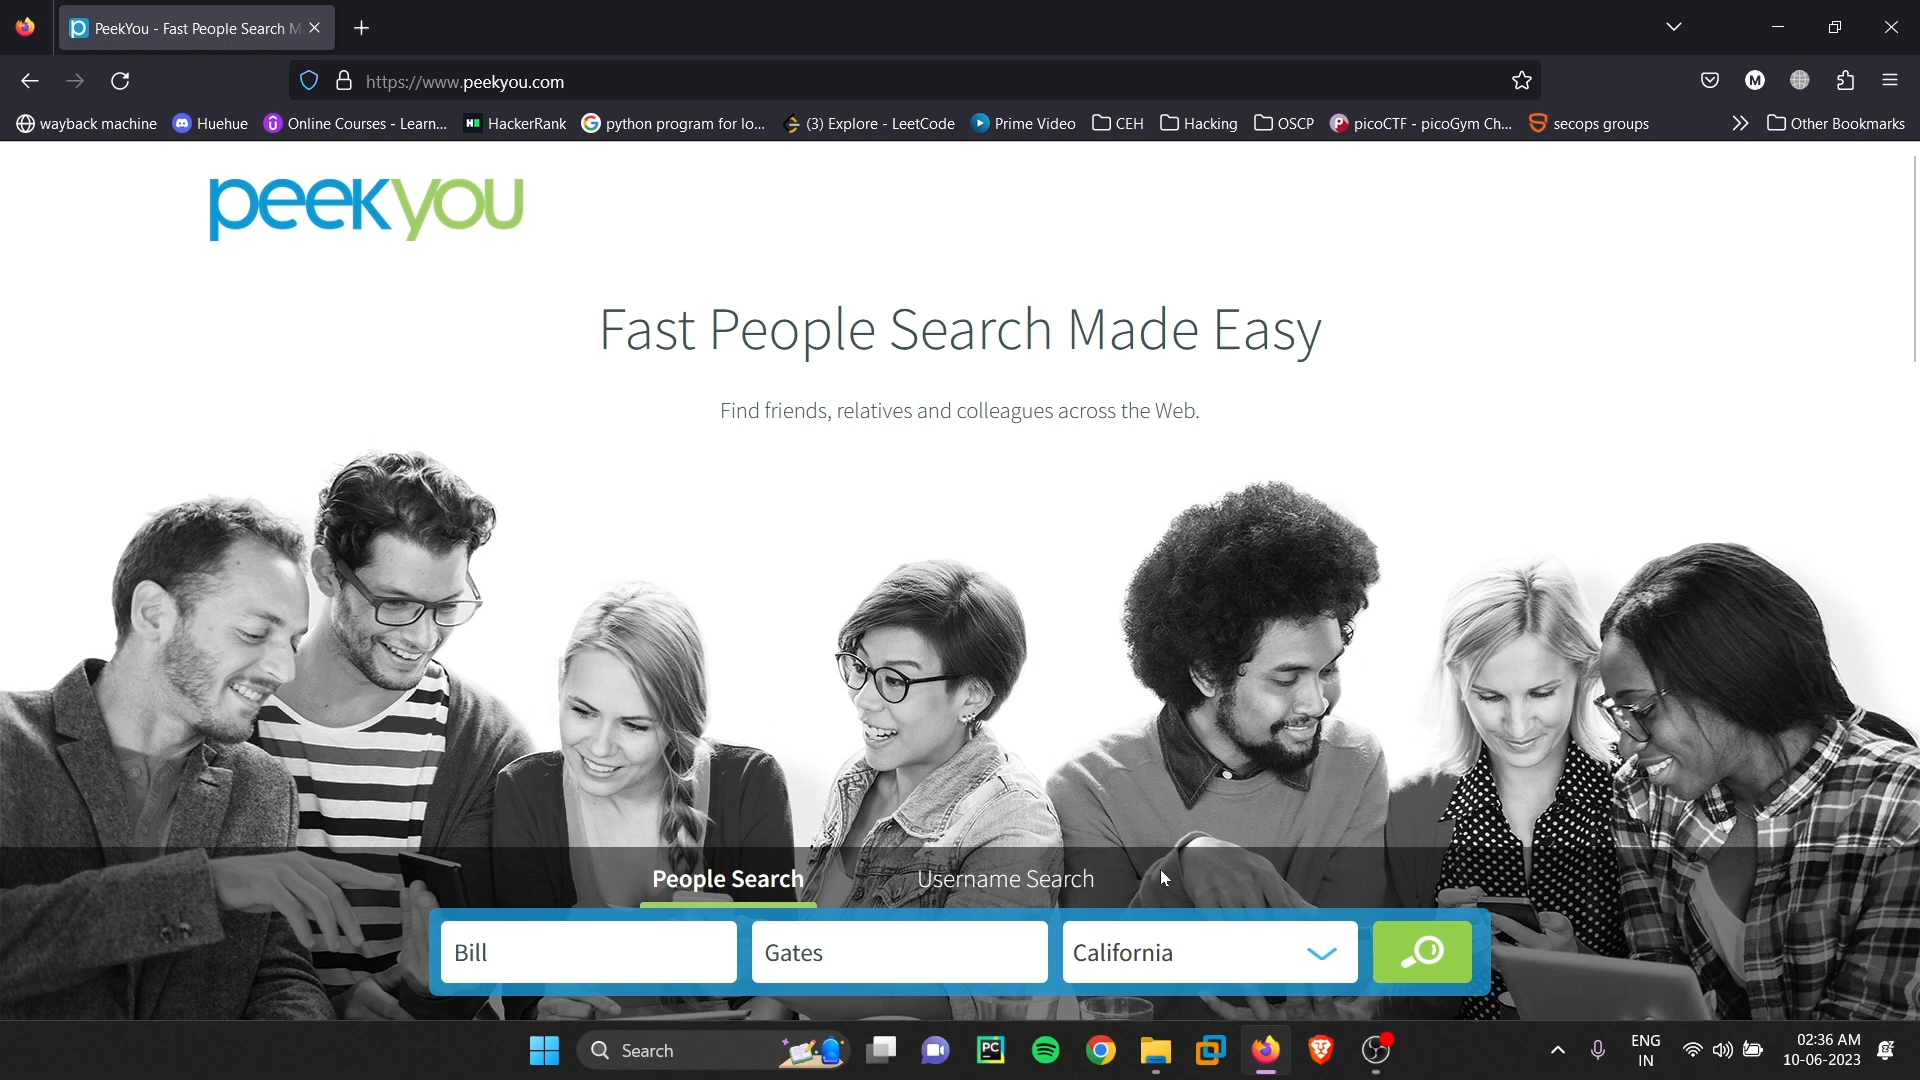 PeekYou - Fast People Search M
https://www.peekyou.com
M
wayback machine
Huehue
Online Courses - Learn...
HackerRank
python program for lo...
(3) Explore - LeetCode
Prime Video
CEH
Hacking
OSCP
picoCTF - picoGym Ch...
secops groups
Other Bookmarks
peekyou
Fast People Search Made Easy
Find friends, relatives and colleagues across the Web.
People Search
Username Search
Bill
Gates
California
Search
PC
ENG
IN
02:36 AM
10-06-2023